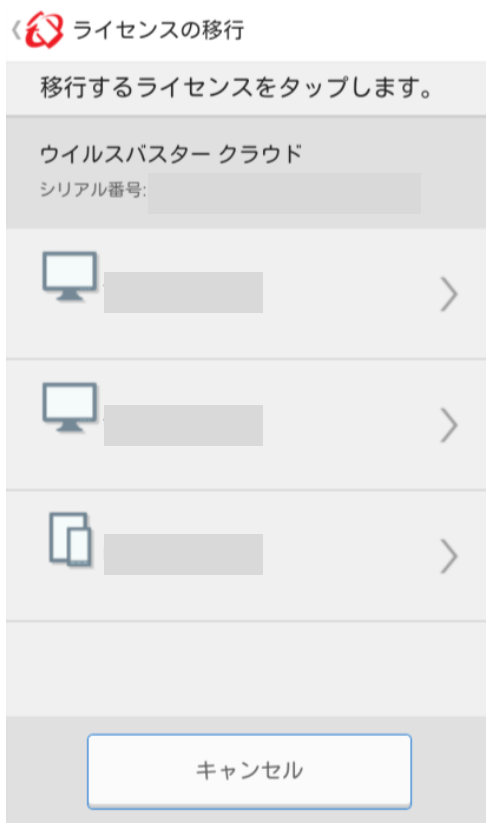 ライセンスの移行
移行するライセンスをタップします。
ウイルスバスター クラウド
シリアル番号:
キャンセル